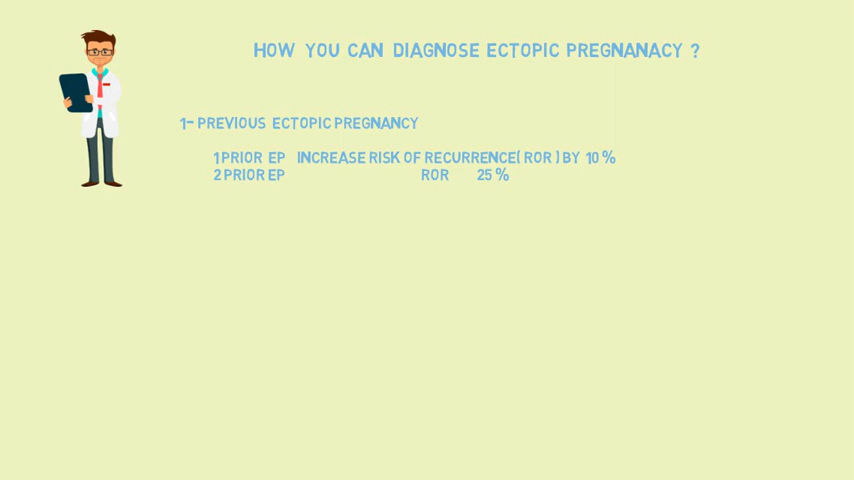 HOW YOU CAN DIAGNOSE ECTOPIC PREGNANACY ?
1- PREVIOUS ECTOPIC PREGNANCY
1 PRIOR EP INCREASE RISK OF RECURRENCE( ROR ) BY 10 %
2 PRIOR EP ROR 25 %